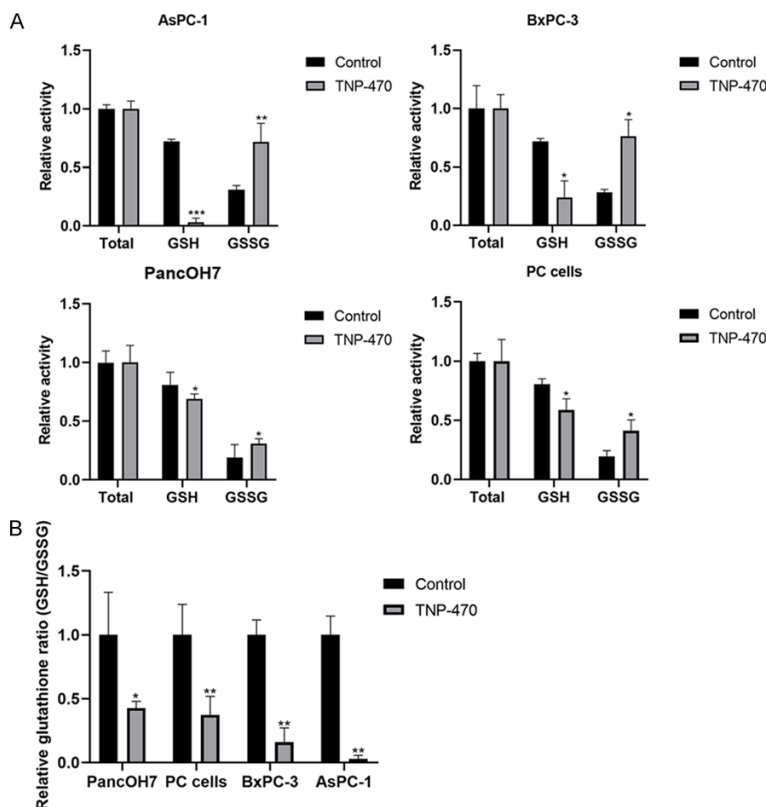 A
AsPC-1
Relative activity
1.5
1.0
0.5
0.0
***
**
Total GSH GSSG
Control
TNP-470
BxPC-3
Relative activity
1.5
1.0
0.5
0.0
*
*
Total GSH GSSG
Control
TNP-470
PancOH7
Relative activity
1.5
1.0
0.5
0.0
*
*
Total GSH GSSG
Control
TNP-470
PC cells
Relative activity
1.5
1.0
0.5
0.0
*
*
Total GSH GSSG
Control
TNP-470
B
Relative glutathione ratio (GSH/GSSG)
1.5
1.0
0.5
0.0
*
**
**
**
PancOH7 PC cells BxPC-3 AsPC-1
Control
TNP-470